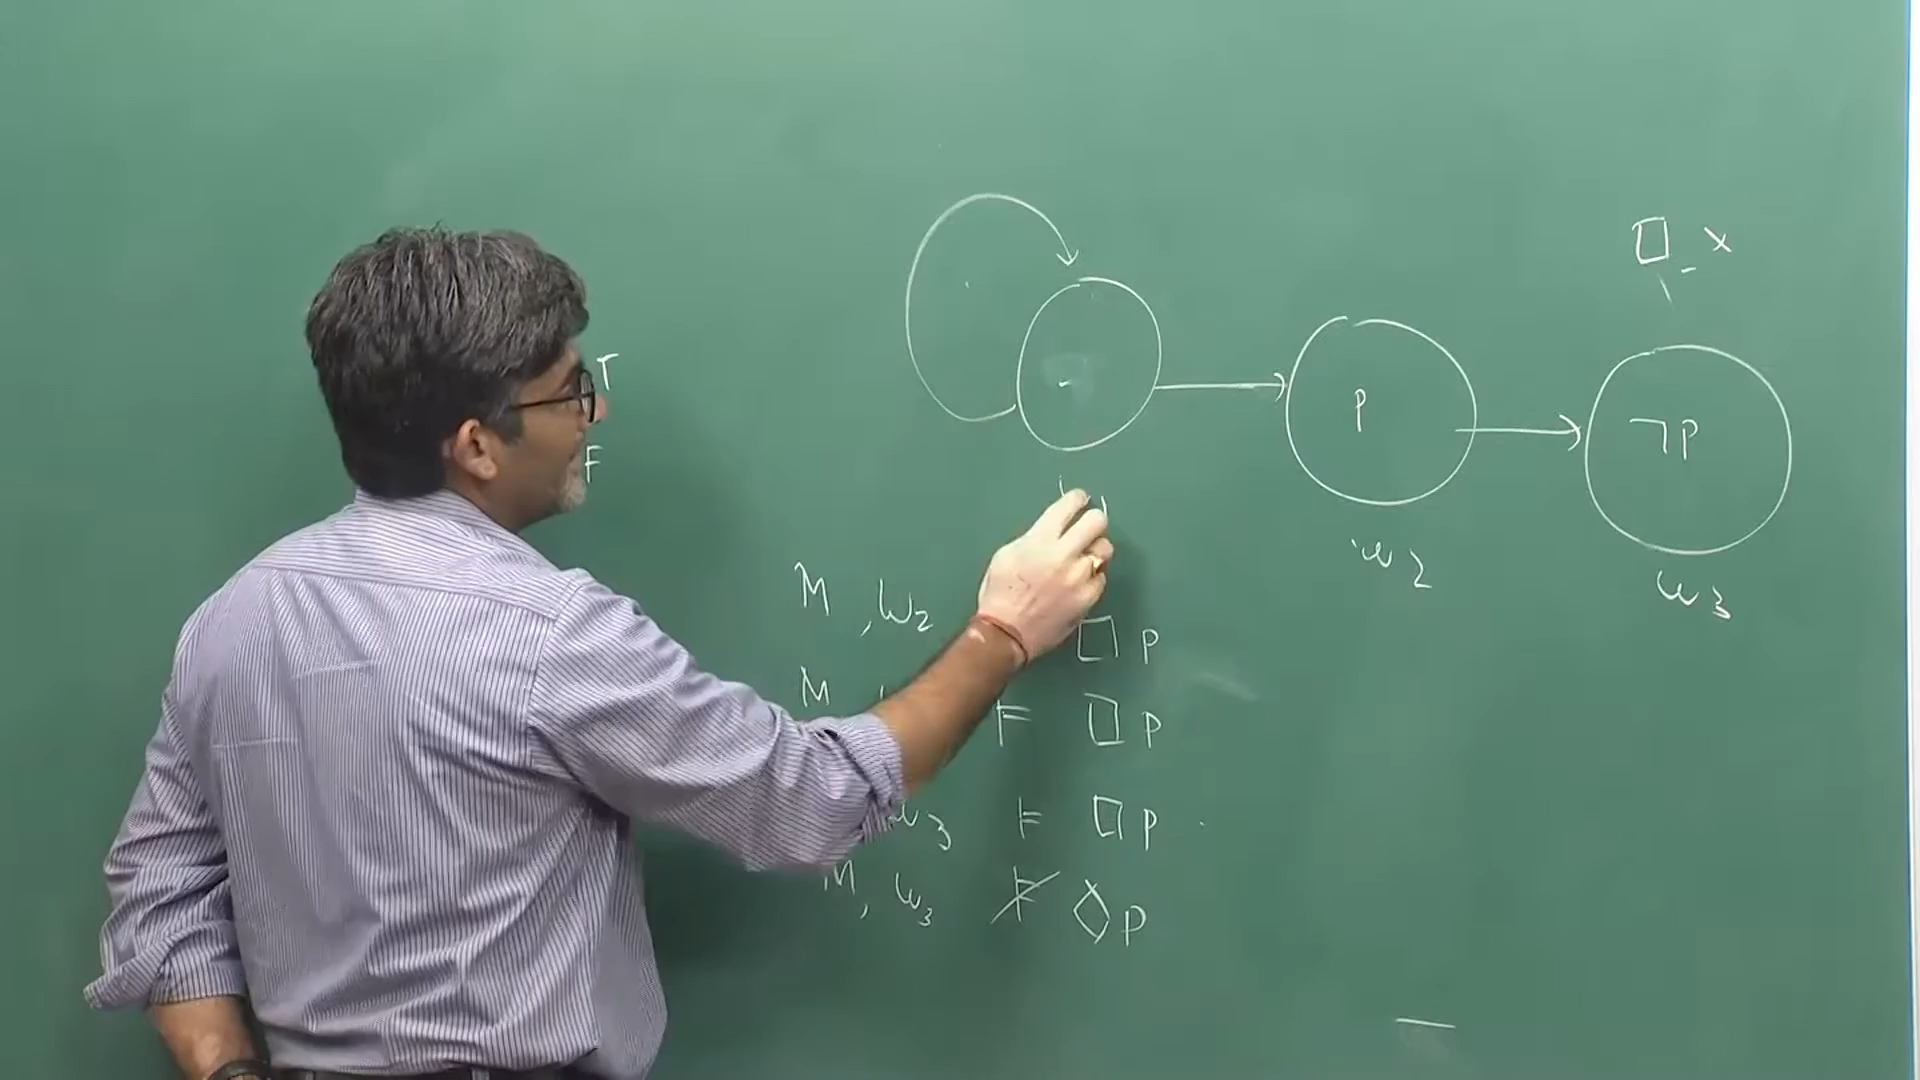 □ x
T
p
¬p
F
w2
w3
M, w2 □ p
M ⊨ □ p
w3 ⊨ □ p
M, w3 ⊭ ◇ p